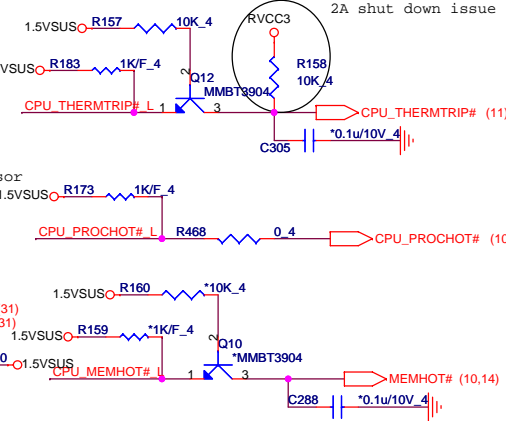 2A shut down issue
RVCC3
1.5VSUS R157 10K_4
VSUS R183 1K/F_4
R158
10K_4
2 Q12
MMBT3904
CPU_THERMTRIP#_L 1 3 CPU_THERMTRIP# (11)
C305 *0.1u/10V_4
sor
1.5VSUS R173 1K/F_4
CPU_PROCHOT#_L R468 0_4 CPU_PROCHOT# (10
1.5VSUS R160 *10K_4
31)
31)
1.5VSUS R159 *1K/F_4
2 Q10
*MMBT3904
0 1.5VSUS
CPU_MEMHOT#_L 1 3 MEMHOT# (10,14)
C288 *0.1u/10V_4